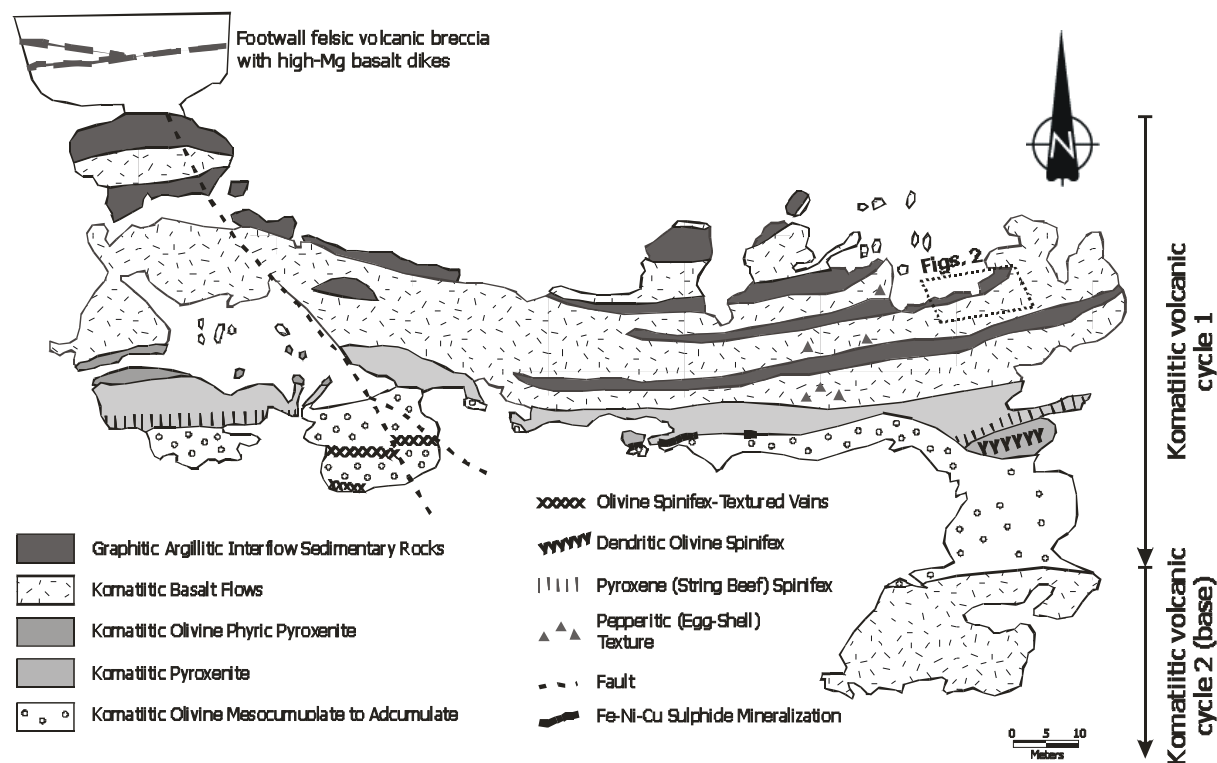 Footwall felsic volcanic breccia
with high-Mg basalt dikes
N
Figs. 2
Komatiitic volcanic
cycle 1
Komatiitic volcanic
cycle 2 (base)
Graphitic Argillitic Interflow Sedimentary Rocks
Komatiitic Basalt Flows
Komatiitic Olivine Phyric Pyroxenite
Komatiitic Pyroxenite
Komatiitic Olivine Mesocumuolate to Adcumulate
Olivine Spinifex-Textured Veins
Dendritic Olivine Spinifex
Pyroxene (String Beef) Spinifex
Pepperitic (Egg-Shell)
Texture
Fault
Fe-Ni-Cu Sulphide Mineralization
0 5 10
Meters